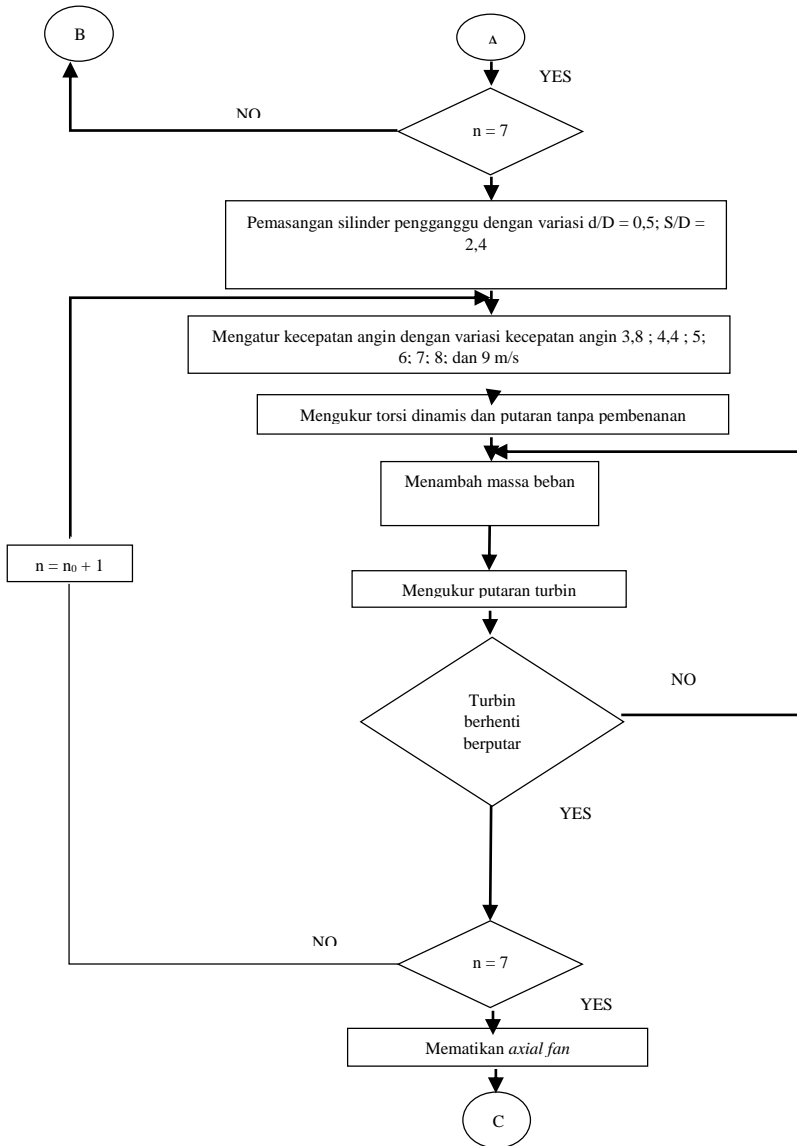 B
A
YES
NO
n = 7
Pemasangan silinder pengganggu dengan variasi d/D = 0,5; S/D =
2,4
Mengatur kecepatan angin dengan variasi kecepatan angin 3,8 ; 4,4 ; 5;
6; 7; 8; dan 9 m/s
Mengukur torsi dinamis dan putaran tanpa pembenanan
Menambah massa beban
n = n₀ + 1
Mengukur putaran turbin
Turbin
berhenti
berputar
NO
YES
NO
n = 7
YES
Mematikan axial fan
C